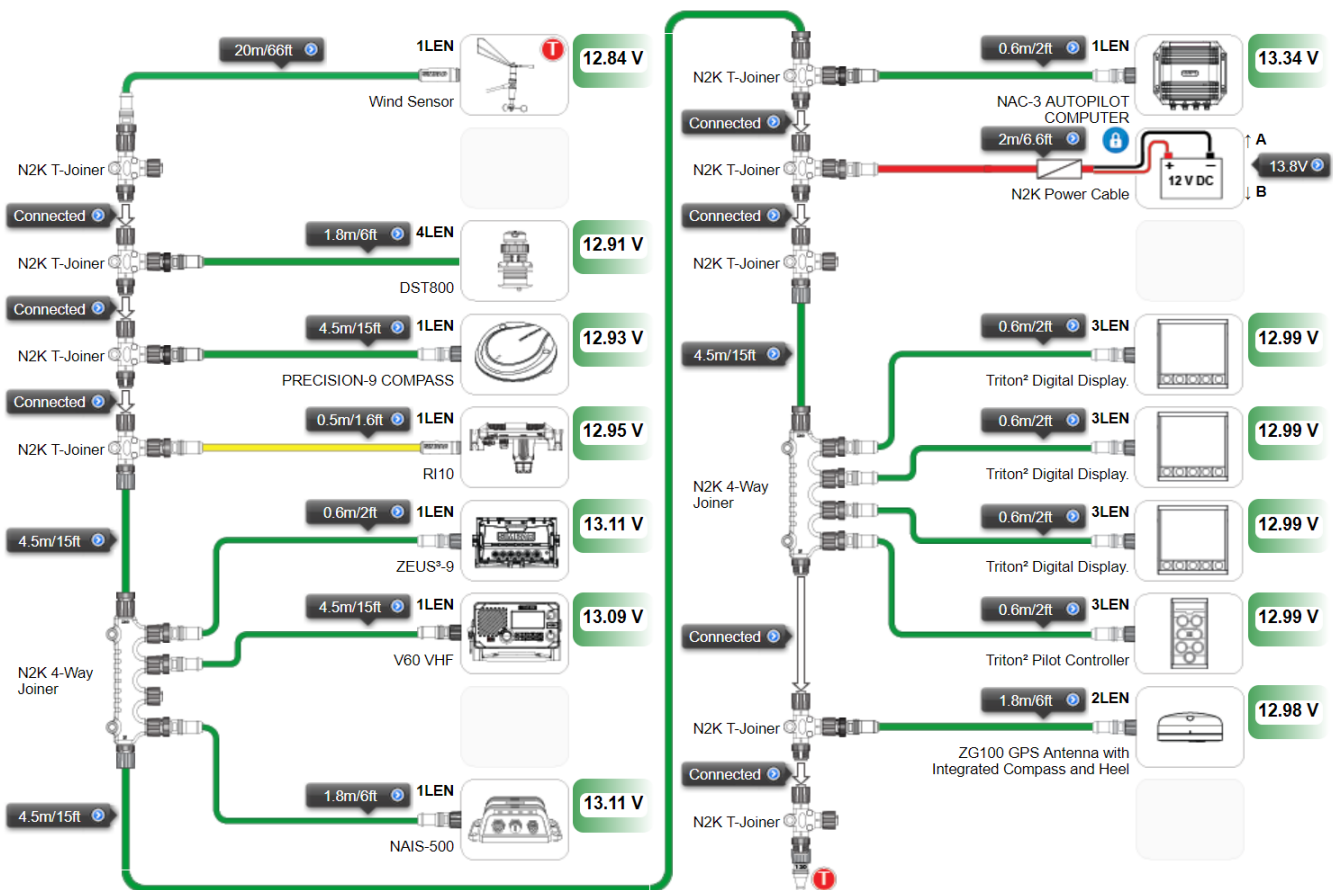 20m/66ft
1LEN
T
12.84 V
Wind Sensor
N2K T-Joiner
Connected
1.8m/6ft
4LEN
12.91 V
N2K T-Joiner
DST800
Connected
4.5m/15ft
1LEN
12.93 V
N2K T-Joiner
PRECISION-9 COMPASS
Connected
0.5m/1.6ft
1LEN
12.95 V
N2K T-Joiner
RI10
0.6m/2ft
1LEN
13.11 V
4.5m/15ft
ZEUS³-9
4.5m/15ft
1LEN
13.09 V
V60 VHF
N2K 4-Way
Joiner
1.8m/6ft
1LEN
13.11 V
4.5m/15ft
NAIS-500
0.6m/2ft
1LEN
13.34 V
N2K T-Joiner
NAC-3 AUTOPILOT
COMPUTER
Connected
2m/6.6ft
A
13.8V
N2K T-Joiner
+ −
12 V DC
N2K Power Cable
B
Connected
N2K T-Joiner
0.6m/2ft
3LEN
12.99 V
4.5m/15ft
Triton² Digital Display.
0.6m/2ft
3LEN
12.99 V
Triton² Digital Display.
N2K 4-Way
Joiner
0.6m/2ft
3LEN
12.99 V
Triton² Digital Display.
0.6m/2ft
3LEN
12.99 V
Connected
Triton² Pilot Controller
1.8m/6ft
2LEN
12.98 V
N2K T-Joiner
ZG100 GPS Antenna with
Integrated Compass and Heel
Connected
N2K T-Joiner
T